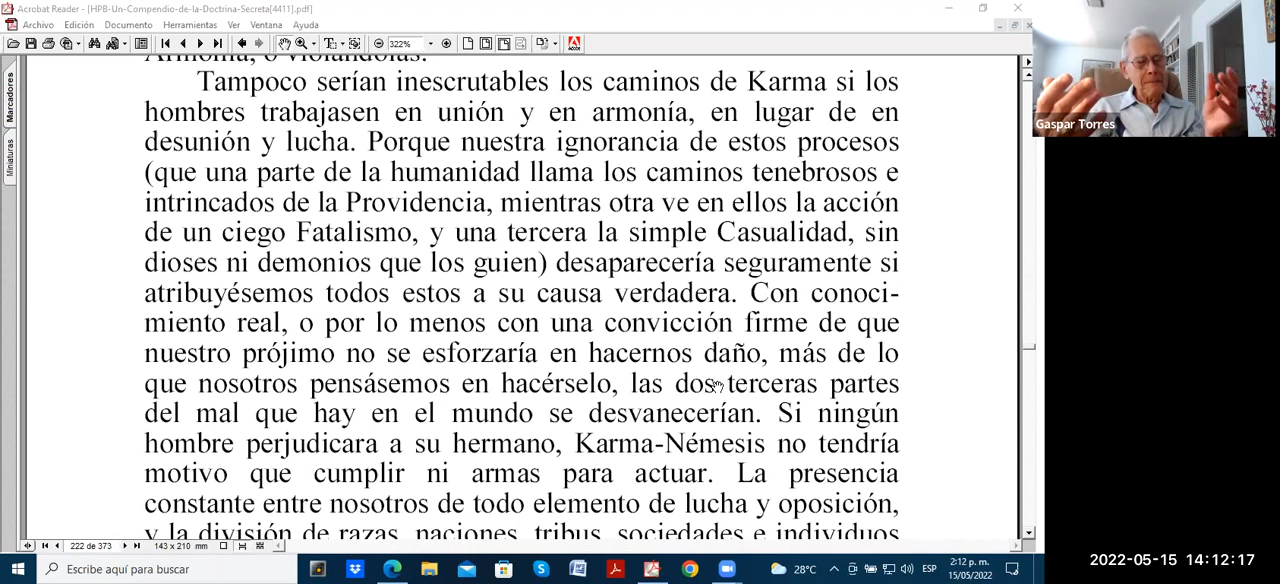 Acrobat Reader - [HPB-Un-Compendio-de-la-Doctrina-Secreta[4411].pdf]
Archivo Edición Documento Herramientas Ver Ventana Ayuda
322%
Marcadores
Miniaturas
Armonía, o violándolas.
Tampoco serían inescrutables los caminos de Karma si los
hombres trabajasen en unión y en armonía, en lugar de en
desunión y lucha. Porque nuestra ignorancia de estos procesos
(que una parte de la humanidad llama los caminos tenebrosos e
intrincados de la Providencia, mientras otra ve en ellos la acción
de un ciego Fatalismo, y una tercera la simple Casualidad, sin
dioses ni demonios que los guien) desaparecería seguramente si
atribuyésemos todos estos a su causa verdadera. Con conoci-
miento real, o por lo menos con una convicción firme de que
nuestro prójimo no se esforzaría en hacernos daño, más de lo
que nosotros pensásemos en hacérselo, las dos terceras partes
del mal que hay en el mundo se desvanecerían. Si ningún
hombre perjudicara a su hermano, Karma-Némesis no tendría
motivo que cumplir ni armas para actuar. La presencia
constante entre nosotros de todo elemento de lucha y oposición,
y la división de razas, naciones, tribus, sociedades e individuos
222 de 373
143 x 210 mm
Gaspar Torres
Escribe aquí para buscar
28°C
ESP
2:12 p. m.
15/05/2022
2022-05-15 14:12:17